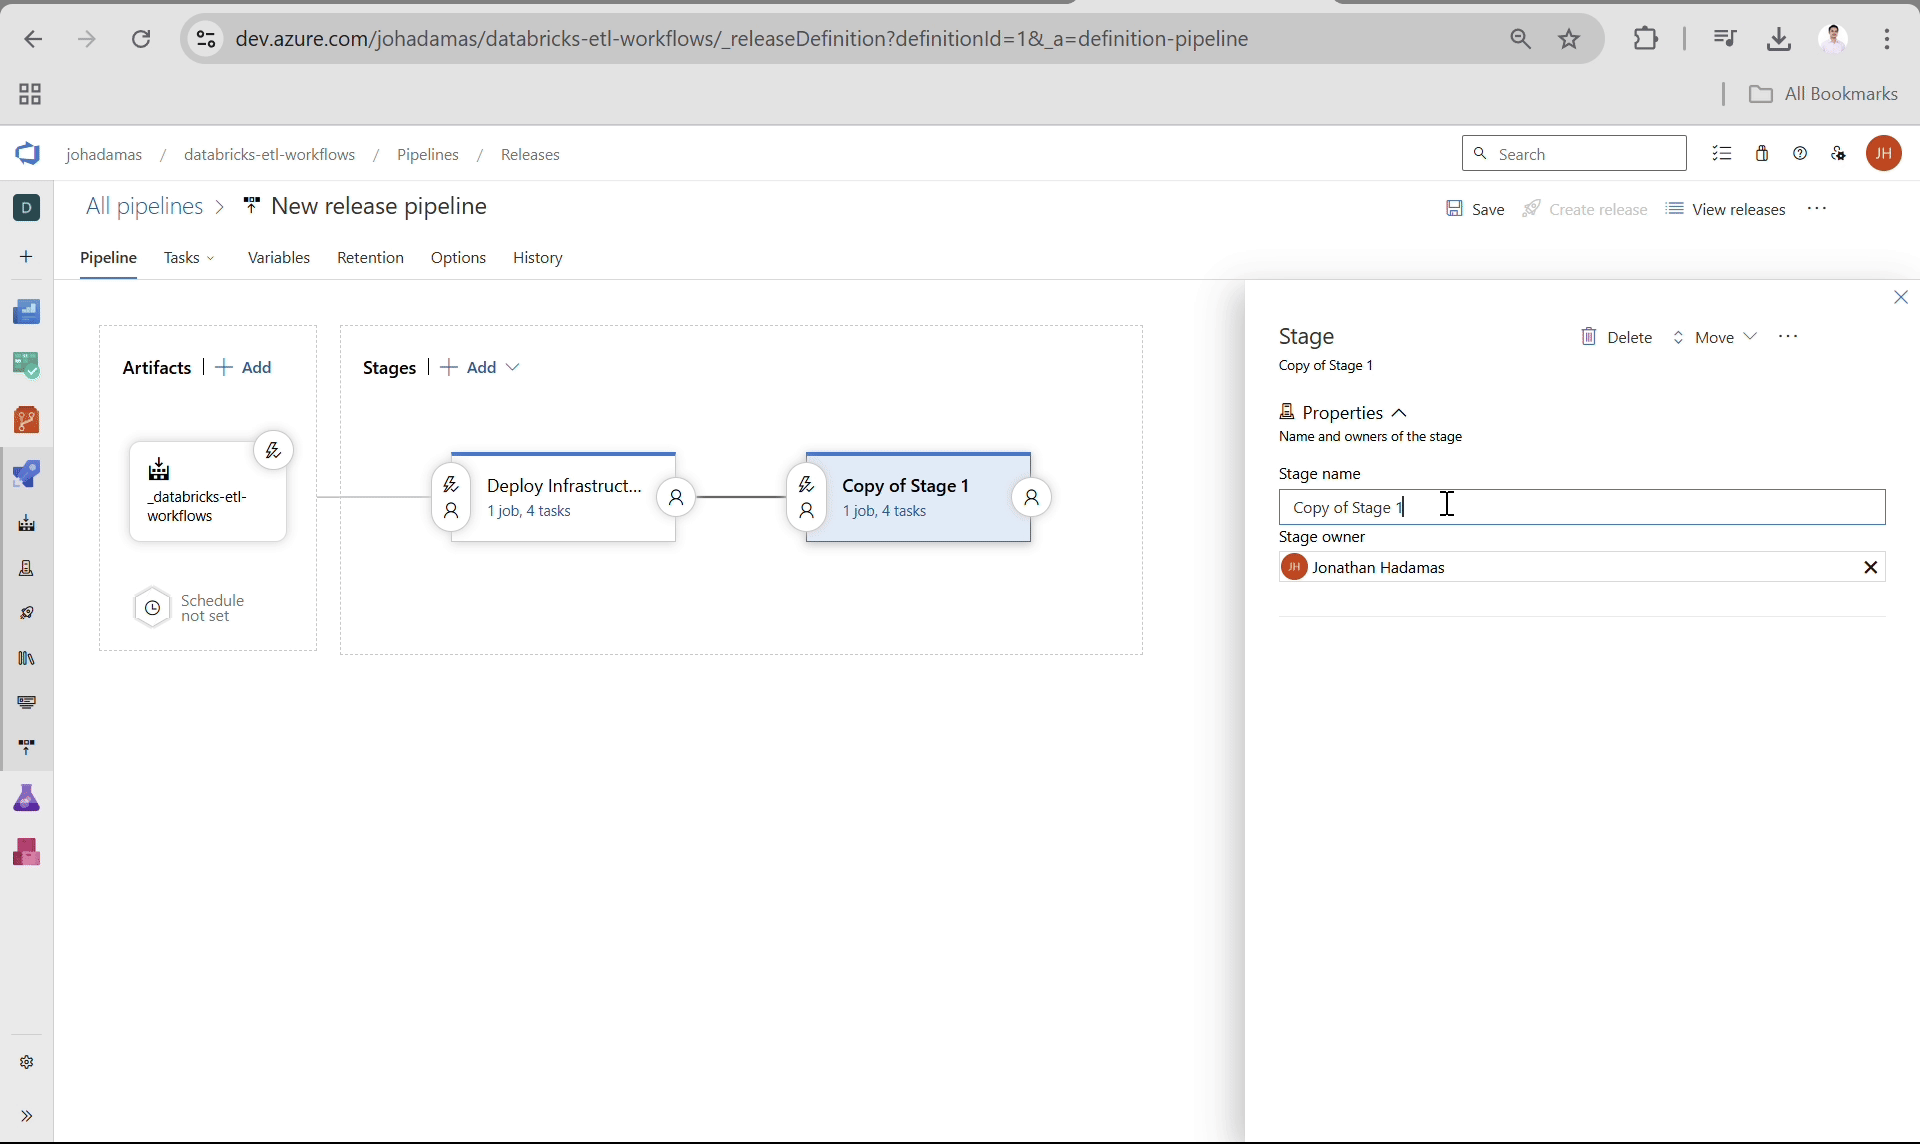 dev.azure.com/johadamas/databricks-etl-workflows/_releaseDefinition?definitionId=1&_a=definition-pipeline
All Bookmarks
johadamas / databricks-etl-workflows / Pipelines / Releases
Search
JH
D
All pipelines > New release pipeline
Save
Create release
View releases
Pipeline
Tasks
Variables
Retention
Options
History
Artifacts | + Add
Stages | + Add
_databricks-etl-
workflows
Schedule
not set
Deploy Infrastruct...
1 job, 4 tasks
Copy of Stage 1
1 job, 4 tasks
Stage
Delete
Move
Copy of Stage 1
Properties
Name and owners of the stage
Stage name
Copy of Stage 1
Stage owner
JH Jonathan Hadamas